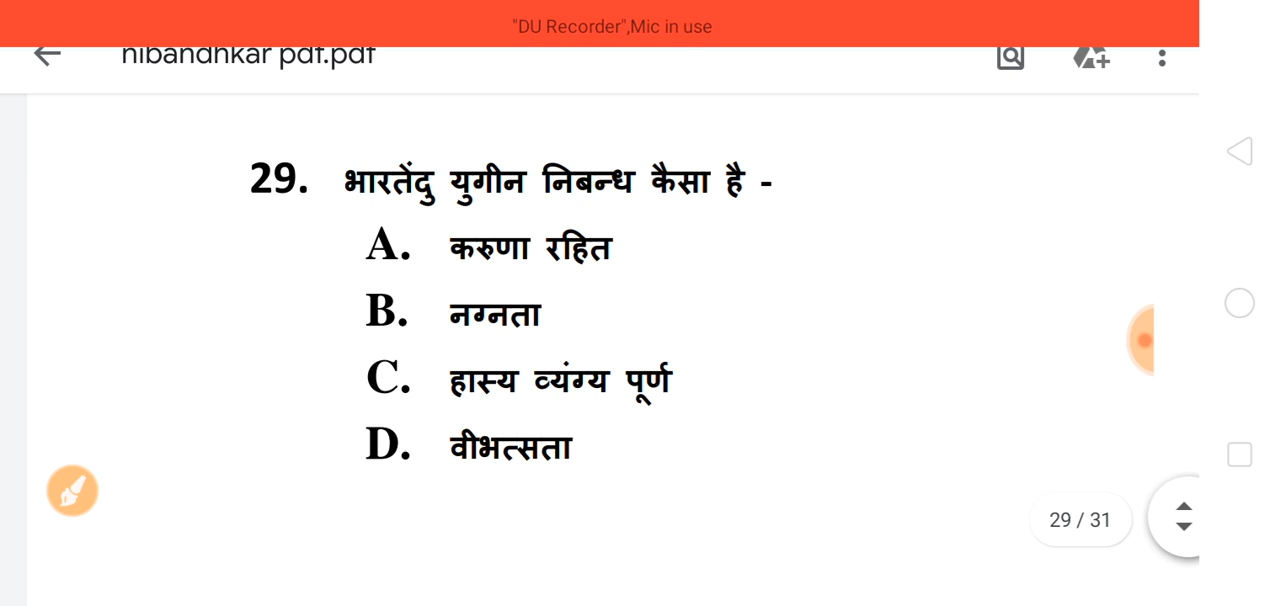 "DU Recorder",Mic in use
nibandhkar pdf.pdf
29. भारतेंदु युगीन निबन्ध कैसा है -
A. करुणा रहित
B. नग्नता
C. हास्य व्यंग्य पूर्ण
D. वीभत्सता
29 / 31